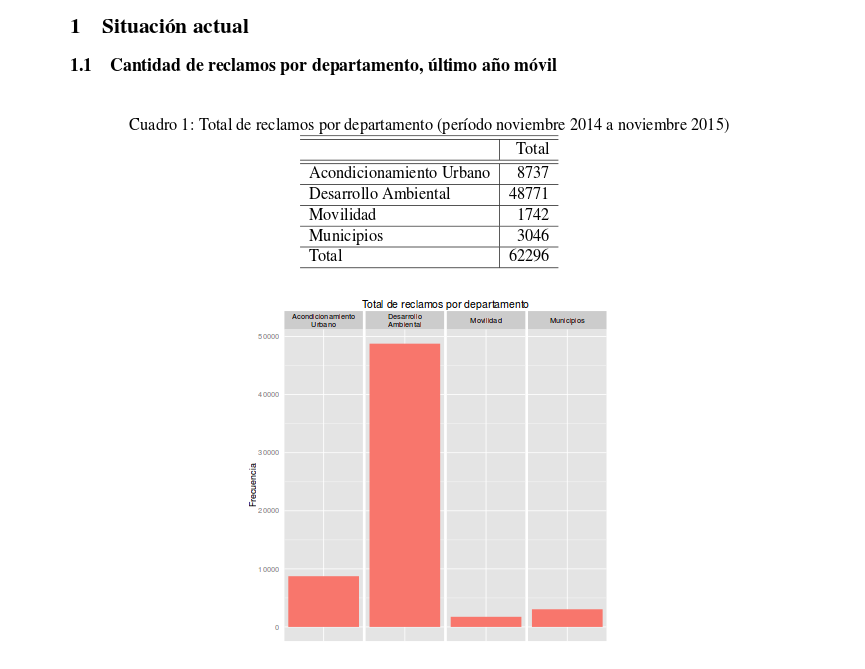 1 Situación actual
1.1 Cantidad de reclamos por departamento, último año móvil
Cuadro 1: Total de reclamos por departamento (período noviembre 2014 a noviembre 2015)
Total
Acondicionamiento Urbano 8737
Desarrollo Ambiental 48771
Movilidad 1742
Municipios 3046
Total 62296
Total de reclamos por departamento
Acondicionamiento
Urbano
Desarrollo
Ambiental
Movilidad
Municipios
50000
40000
30000
20000
10000
0
Frecuencia